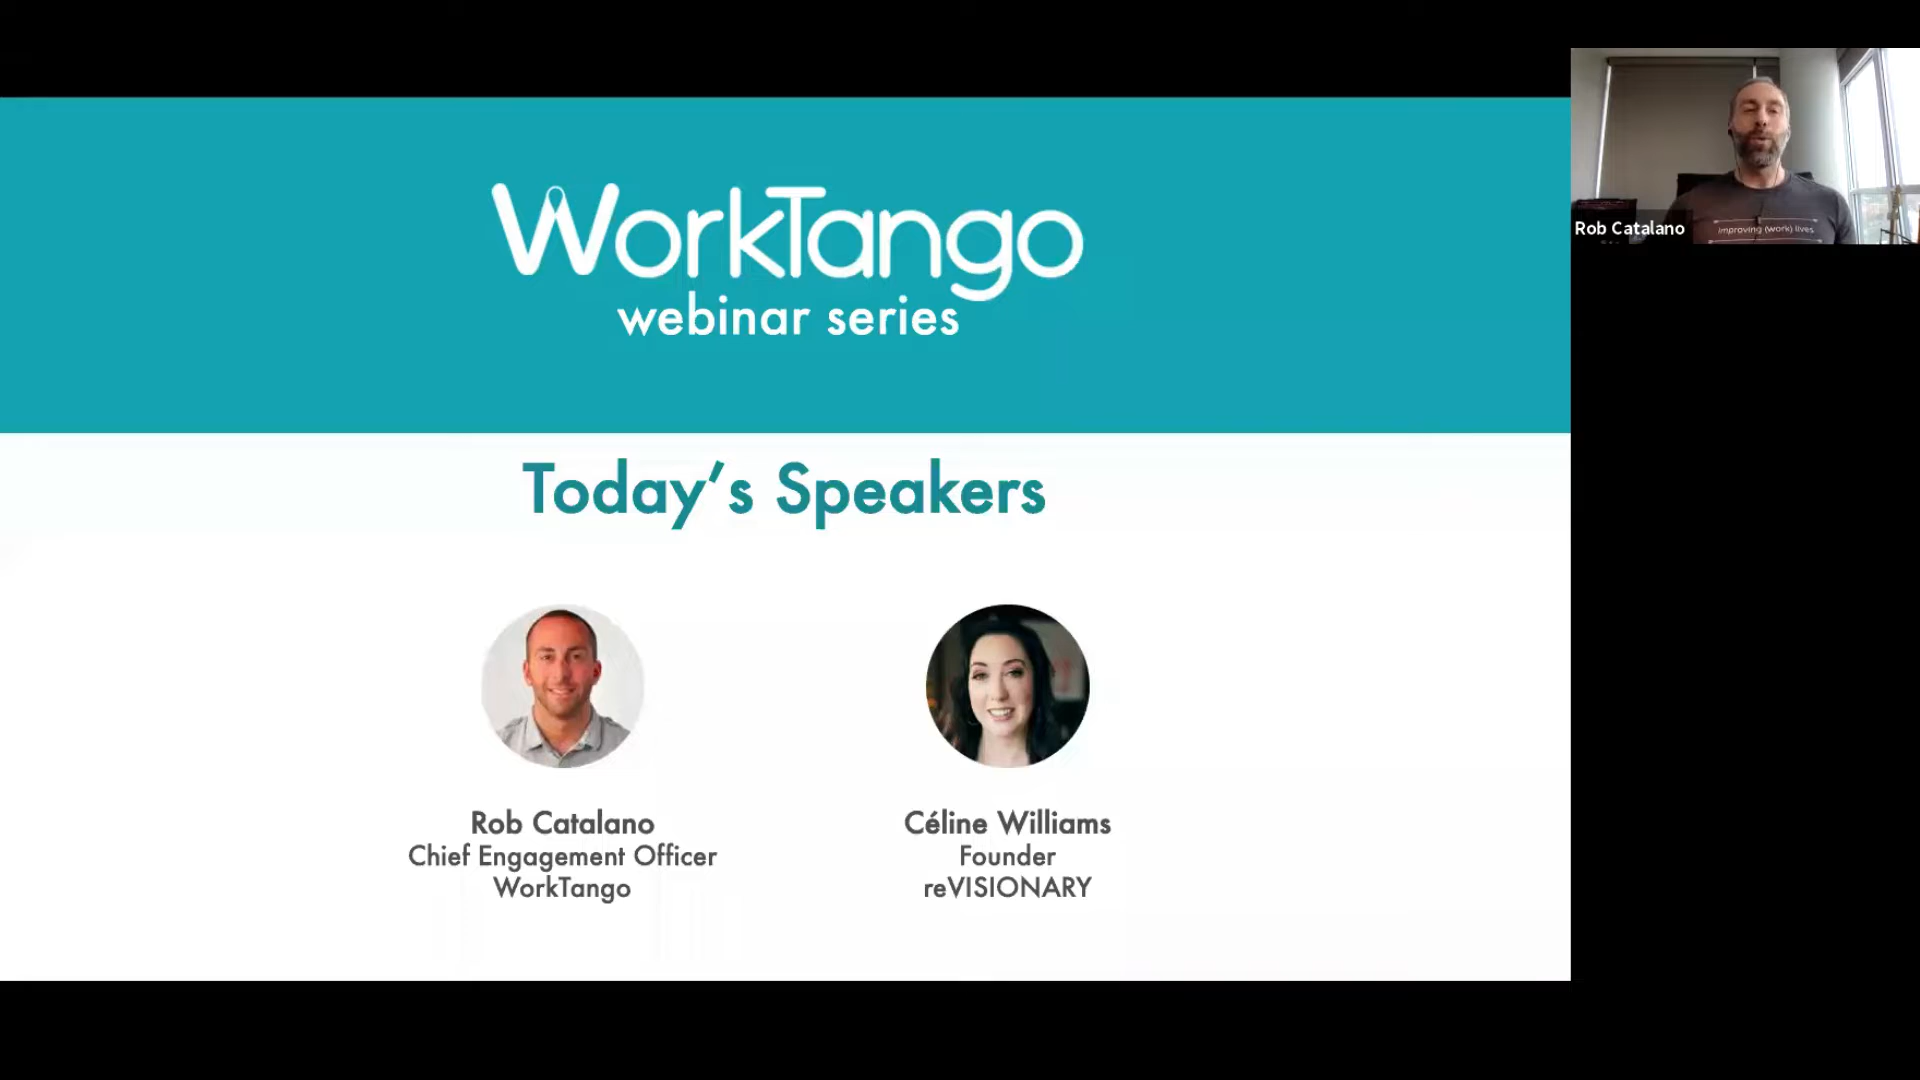 WorkTango
webinar series
Today's Speakers
Rob Catalano
Chief Engagement Officer
WorkTango
Céline Williams
Founder
reVISIONARY
Rob Catalano
improving (work) lives